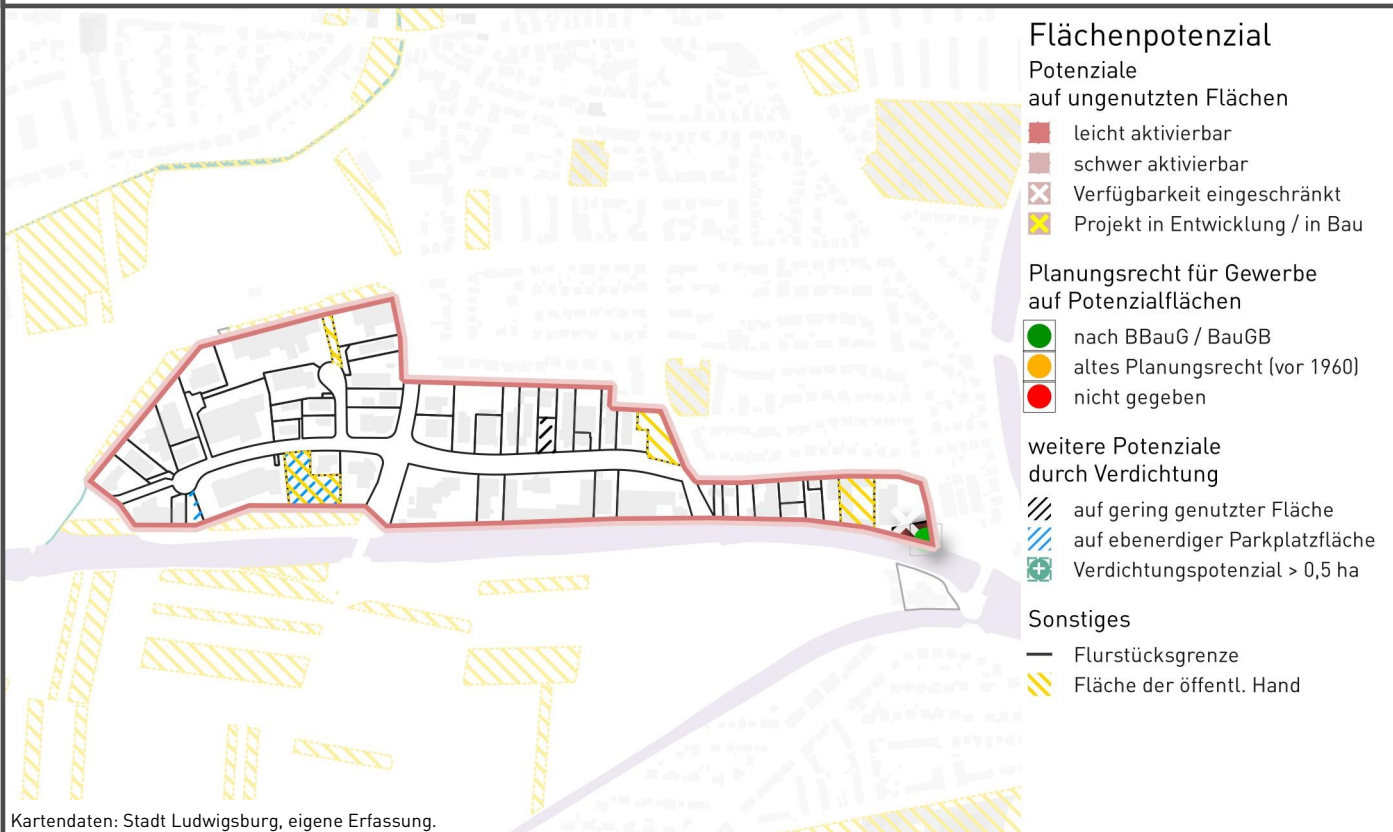 Flächenpotenzial
Potenziale
auf ungenutzten Flächen
leicht aktivierbar
schwer aktivierbar
Verfügbarkeit eingeschränkt
Projekt in Entwicklung / in Bau
Planungsrecht für Gewerbe
auf Potenzialflächen
nach BBauG / BauGB
altes Planungsrecht (vor 1960)
nicht gegeben
weitere Potenziale
durch Verdichtung
auf gering genutzter Fläche
auf ebenerdiger Parkplatzfläche
Verdichtungspotenzial > 0,5 ha
Sonstiges
Flurstücksgrenze
Fläche der öffentl. Hand
Kartendaten: Stadt Ludwigsburg, eigene Erfassung.